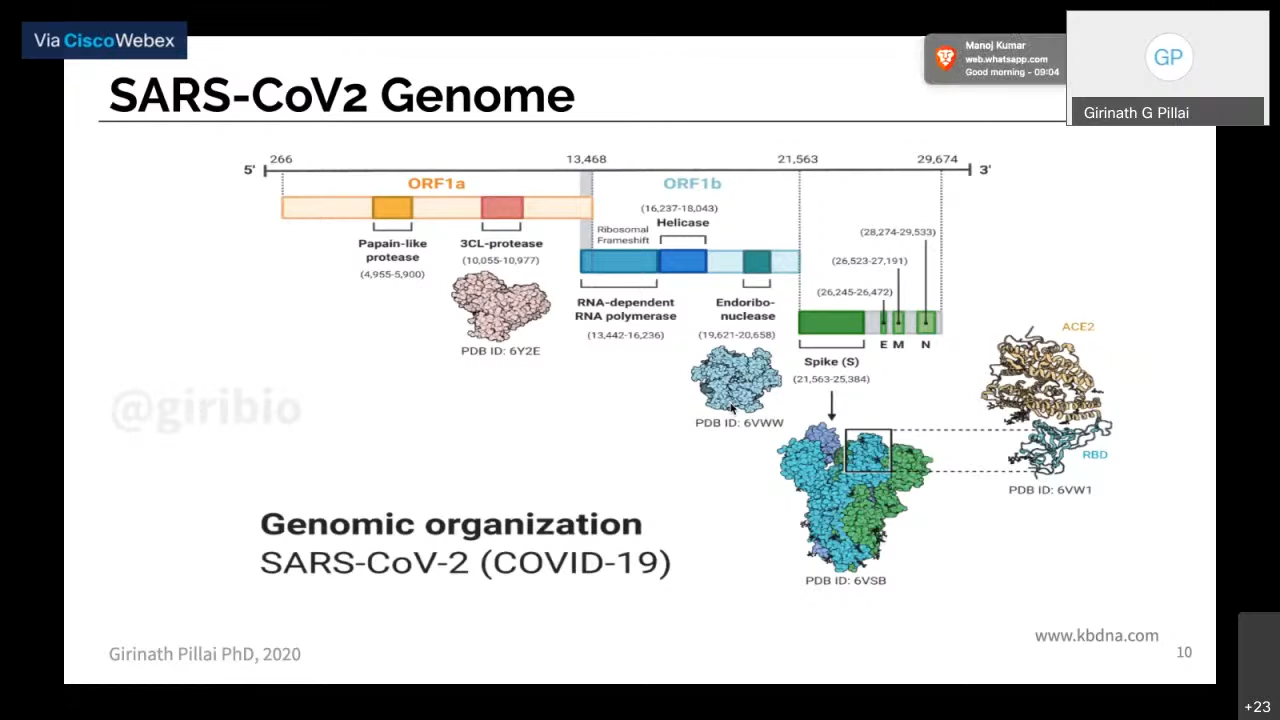 Via CiscoWebex
Manoj Kumar
web.whatsapp.com
Good morning - 09:04
GP
Girinath G Pillai
SARS-CoV2 Genome
266
13,468
21,563
29,674
5'
3'
ORF1a
ORF1b
(16,237-18,043)
Helicase
Ribosomal
Frameshift
(28,274-29,533)
Papain-like
protease
(4,955-5,900)
3CL-protease
(10,055-10,977)
(26,523-27,191)
(26,245-26,472)
RNA-dependent
RNA polymerase
(13,442-16,236)
Endoribo-
nuclease
(19,621-20,658)
E M N
PDB ID: 6Y2E
Spike (S)
(21,563-25,384)
ACE2
@giribio
PDB ID: 6VWW
RBD
PDB ID: 6VW1
Genomic organization
SARS-CoV-2 (COVID-19)
PDB ID: 6VSB
www.kbdna.com
Girinath Pillai PhD, 2020
10
+23